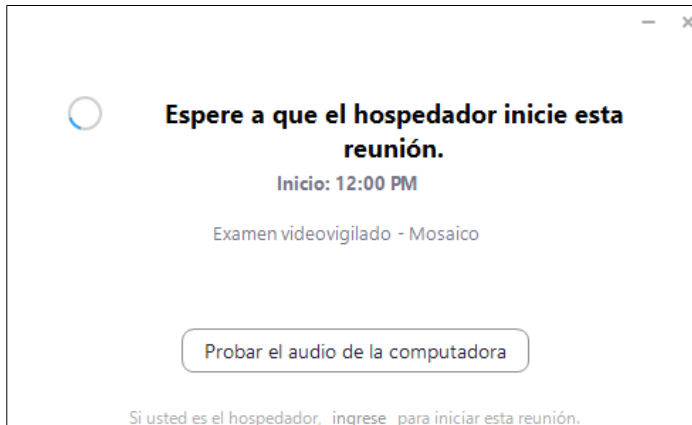 Espere a que el hospedador inicie esta
reunión.
Inicio: 12:00 PM
Examen videovigilado - Mosaico
Probar el audio de la computadora
Si usted es el hospedador, ingrese para iniciar esta reunión.